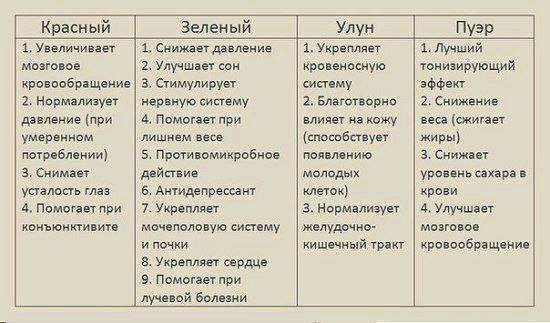 Красный
1. Увеличивает
мозговое
кровообращение
2. Нормализует
давление (при
умеренном
потреблении)
3. Снимает
усталость глаз
4. Помогает при
конъюнктивите
Зеленый
1. Снижает давление
2. Улучшает сон
3. Стимулирует
нервную систему
4. Помогает при
лишнем весе
5. Противомикробное
действие
6. Антидепрессант
7. Укрепляет
мочеполовую систему
и почки
8. Укрепляет сердце
9. Помогает при
лучевой болезни
Улун
1. Укрепляет
кровеносную
систему
2. Благотворно
влияет на кожу
(способствует
появлению
молодых
клеток)
3. Нормализует
желудочно-
кишечный тракт
Пуэр
1. Лучший
тонизирующий
эффект
2. Снижение
веса (сжигает
жиры)
3. Снижает
уровень сахара в
крови
4. Улучшает
мозговое
кровообращение